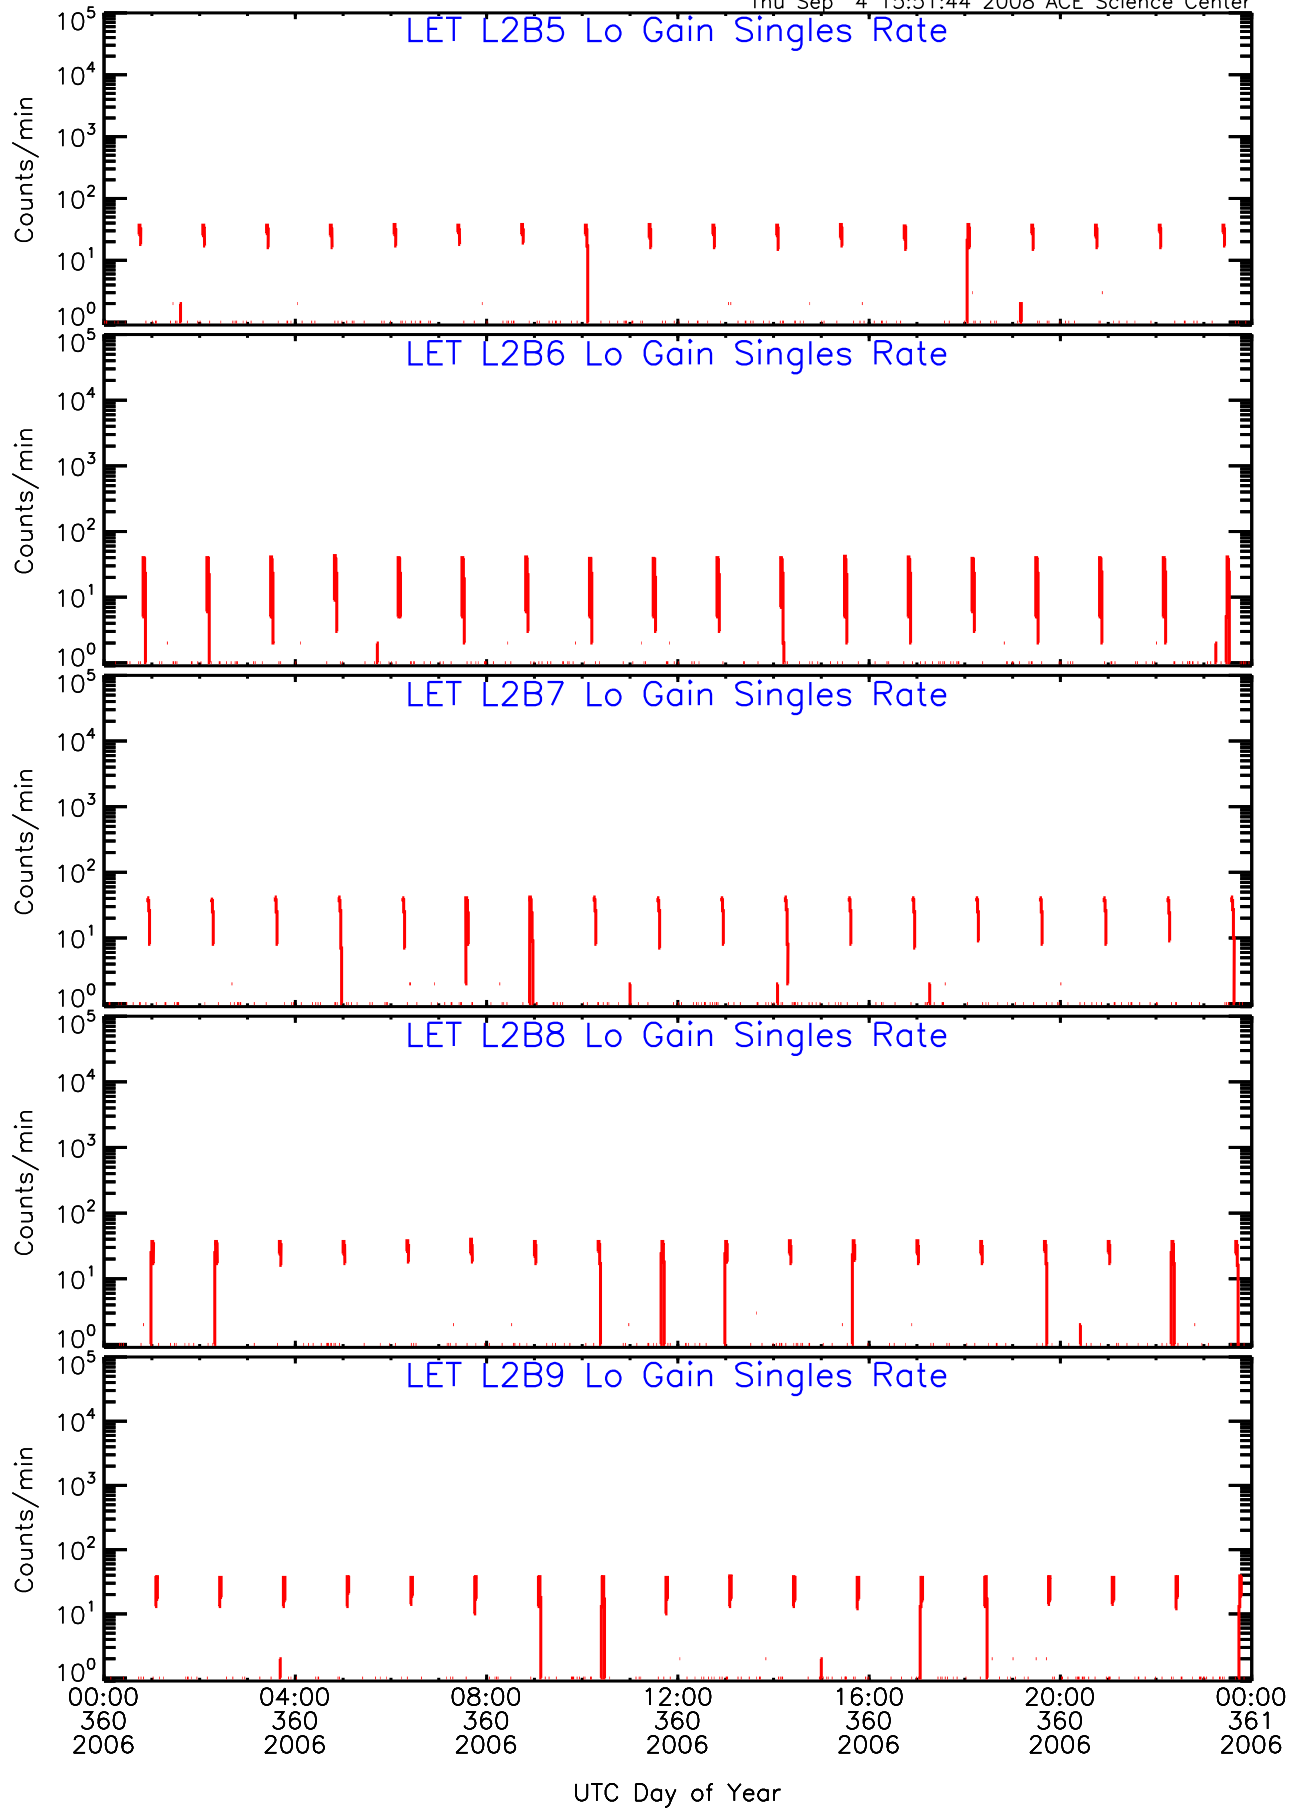 Thu Sep 4 15:51:44 2008 ACE Science Center
LET L2B5 Lo Gain Singles Rate
10^5
10^4
10^3
10^2
10^1
10^0
Counts/min
LET L2B6 Lo Gain Singles Rate
10^5
10^4
10^3
10^2
10^1
10^0
Counts/min
LET L2B7 Lo Gain Singles Rate
10^5
10^4
10^3
10^2
10^1
10^0
Counts/min
LET L2B8 Lo Gain Singles Rate
10^5
10^4
10^3
10^2
10^1
10^0
Counts/min
LET L2B9 Lo Gain Singles Rate
10^5
10^4
10^3
10^2
10^1
10^0
Counts/min
00:00 04:00 08:00 12:00 16:00 20:00 00:00
360 360 360 360 360 360 361
2006 2006 2006 2006 2006 2006 2006
UTC Day of Year